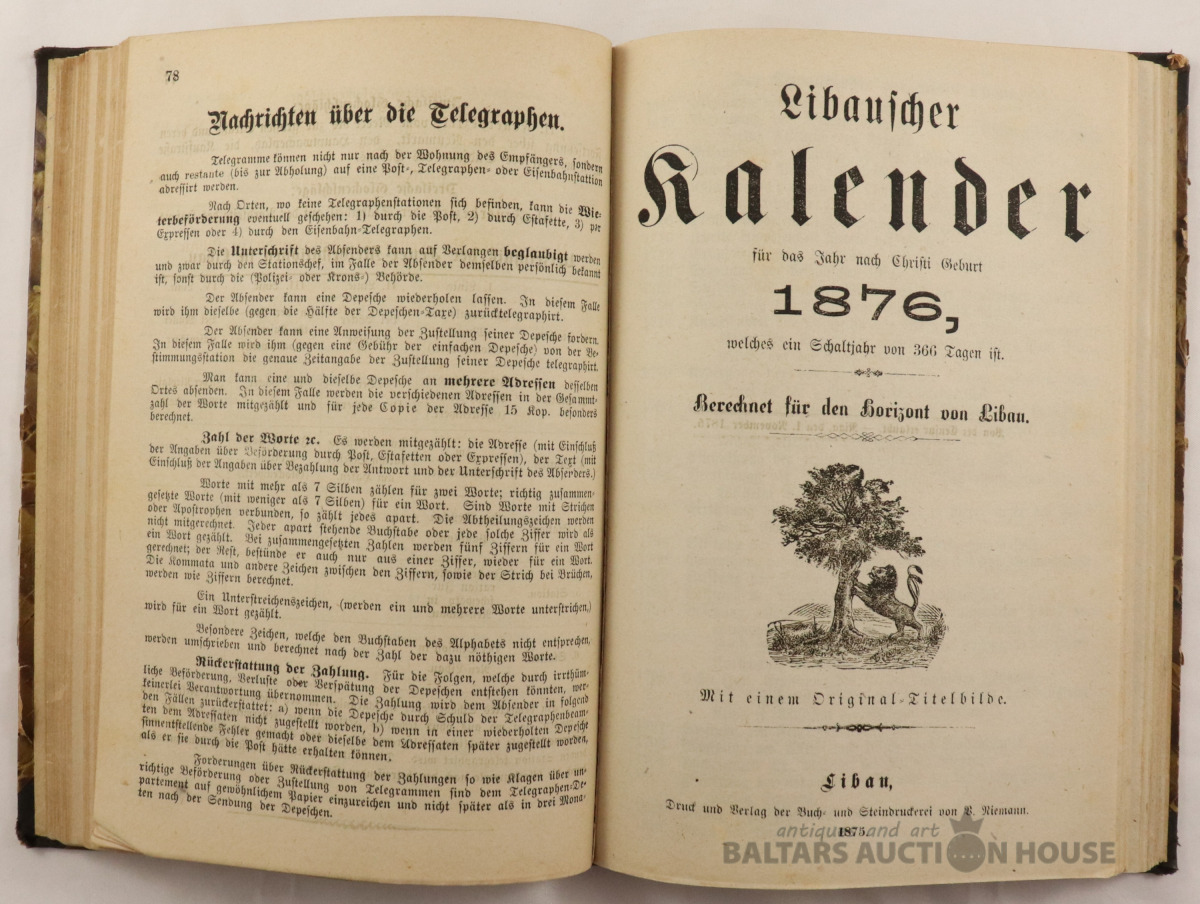 78
Nachrichten über die Telegraphen.
Telegramme können nicht nur nach der Wohnung des Empfängers, sondern
auch restante (bis zur Abholung) auf eine Post-, Telegraphen- oder Eisenbahnstation
adressirt werden.
Nach Orten, wo keine Telegraphenstationen sich befinden, kann die Wie-
terbeförderung eventuell geschehen: 1) durch die Post, 2) durch Estafette, 3) per
Expressen oder 4) durch den Eisenbahn-Telegraphen.
Die Unterschrift des Absenders kann auf Verlangen beglaubigt werden
und zwar durch den Stationschef, im Falle der Absender demselben persönlich bekannt
ist, sonst durch die (Polizei- oder Krons-) Behörde.
Der Absender kann eine Depesche wiederholen lassen. In diesem Falle
wird ihm dieselbe (gegen die Hälfte der Depeschen-Taxe) zurücktelegraphirt.
Der Absender kann eine Anweisung der Zustellung seiner Depesche fordern.
In diesem Falle wird ihm (gegen eine Gebühr der einfachen Depesche) von der Be-
stimmungsstation die genaue Zeitangabe der Zustellung seiner Depesche telegraphirt.
Man kann eine und dieselbe Depesche an mehrere Adressen desselben
Ortes absenden. In diesem Falle werden die verschiedenen Adressen in der Gesammt-
zahl der Worte mitgezählt und für jede Copie der Adresse 15 Kop. besonders
berechnet.
Zahl der Worte ꝛc. Es werden mitgezählt: die Adresse (mit Einschluß
der Angaben über Beförderung durch Post, Estafetten oder Expressen), der Text (mit
Einschluß der Angaben über Bezahlung der Antwort und der Unterschrift des Absenders.)
Worte mit mehr als 7 Silben zählen für zwei Worte; richtig zusammen-
gesetzte Worte (mit weniger als 7 Silben) für ein Wort. Sind Worte mit Strichen
oder Apostrophen verbunden, so zählt jedes apart. Die Abtheilungszeichen werden
nicht mitgerechnet. Jeder apart stehende Buchstabe oder jede solche Ziffer wird als
ein Wort gezählt. Bei zusammengesetzten Zahlen werden fünf Ziffern für ein Wort
gerechnet; der Rest, bestünde er auch nur aus einer Ziffer, wieder für ein Wort.
Die Kommata und andere Zeichen zwischen den Ziffern, sowie der Strich bei Brüchen,
werden wie Ziffern berechnet.
Ein Unterstreichenszeichen, (werden ein und mehrere Worte unterstrichen,)
wird für ein Wort gezählt.
Besondere Zeichen, welche den Buchstaben des Alphabets nicht entsprechen,
werden umschrieben und berechnet nach der Zahl der dazu nöthigen Worte.
Rückerstattung der Zahlung. Für die Folgen, welche durch irrthüm-
liche Beförderung, Verluste oder Verspätung der Depeschen entstehen könnten, wer-
keinerlei Verantwortung übernommen. Die Zahlung wird dem Absender in folgend
den Fällen zurückerstattet: a) wenn die Depesche durch Schuld der Telegraphenbeam-
ten dem Adressaten nicht zugestellt worden, b) wenn in einer wiederholten Depesche
sinnentstellende Fehler gemacht oder dieselbe dem Adressaten später zugestellt worden,
als er sie durch die Post hätte erhalten können.
Forderungen über Rückerstattung der Zahlungen so wie Klagen über un-
richtige Beförderung oder Zustellung von Telegrammen sind dem Telegraphen-De-
partement auf gewöhnlichem Papier einzureichen und nicht später als in drei Mona-
ten nach der Sendung der Depeschen.
Libauscher
Kalender
für das Jahr nach Christi Geburt
1876,
welches ein Schaltjahr von 366 Tagen ist.
Berechnet für den Horizont von Libau.
Mit einem Original-Titelbilde.
Libau,
Druck und Verlag der Buch- und Steindruckerei von B. Niemann.
1875.
antique and art
BALTARS AUCTION HOUSE